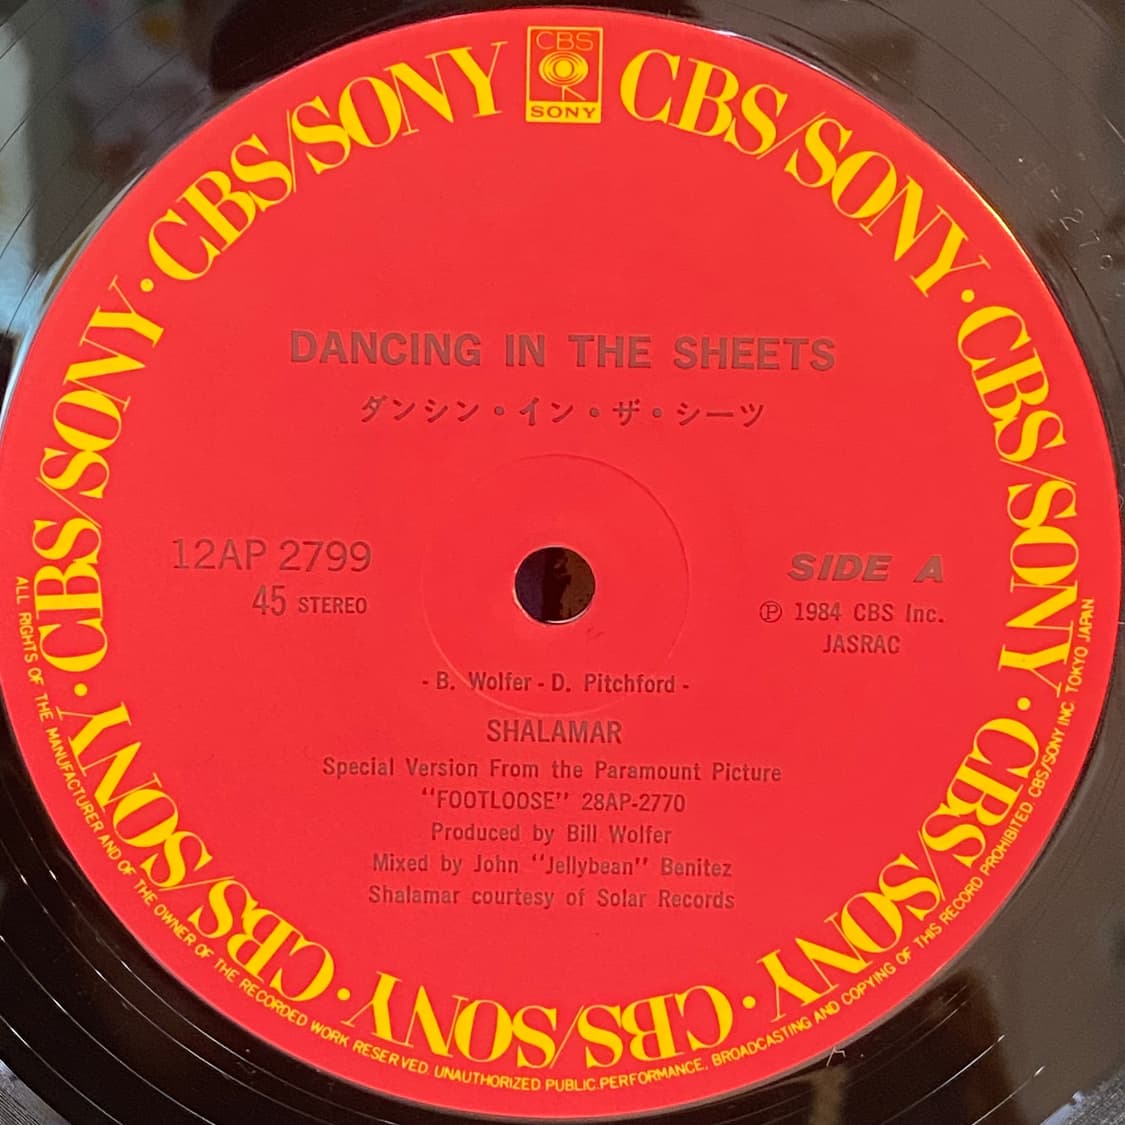 CBS
SONY
CBS/SONY · CBS/SONY · CBS/SONY · CBS/SONY · CBS/SONY · CBS/SONY · CBS/SONY · CBS/SONY
DANCING IN THE SHEETS
ダンシン・イン・ザ・シーツ
12AP 2799
45 STEREO
SIDE A
Ⓟ 1984 CBS Inc.
JASRAC
- B. Wolfer - D. Pitchford -
SHALAMAR
Special Version From the Paramount Picture
"FOOTLOOSE" 28AP-2770
Produced by Bill Wolfer
Mixed by John "Jellybean" Benitez
Shalamar courtesy of Solar Records
ALL RIGHTS OF THE MANUFACTURER AND OF THE OWNER OF THE RECORDED WORK RESERVED. UNAUTHORIZED PUBLIC PERFORMANCE, BROADCASTING AND COPYING OF THIS RECORD PROHIBITED. CBS/SONY INC. TOKYO JAPAN